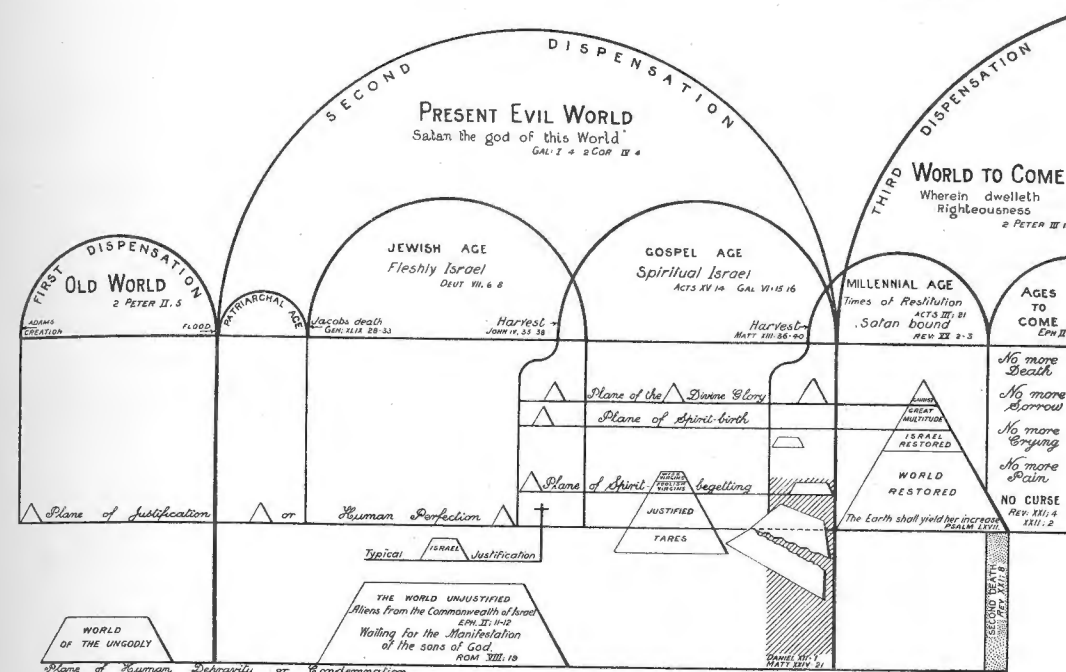 SECOND DISPENSATION
PRESENT EVIL WORLD
Satan the god of this World
GAL: I 4 2 COR IV 4
THIRD DISPENSATION
WORLD TO COME
Wherein dwelleth
Righteousness
2 PETER III
FIRST DISPENSATION
OLD WORLD
2 PETER II. 5
ADAMS
CREATION
FLOOD
PATRIARCHAL AGE
JEWISH AGE
Fleshly Israel
DEUT VII. 6 8
Jacobs death
GEN: XLIX 28-33
Harvest
JOHN IV, 35 38
GOSPEL AGE
Spiritual Israel
ACTS XV 14 GAL VI: 15 16
Harvest
MATT XIII: 36-40
MILLENNIAL AGE
Times of Restitution
ACTS III: 21
Satan bound
REV: XX 2-3
AGES
TO
COME
EPH II
No more
Death
No more
Sorrow
No more
Crying
No more
Pain
NO CURSE
REV: XXI; 4
XXII; 2
Plane of the Divine Glory
Plane of Spirit-birth
Plane of Spirit-begetting
Plane of Justification or Human Perfection
CHRIST
GREAT
MULTITUDE
ISRAEL
RESTORED
WORLD
RESTORED
The Earth shall yield her increase
PSALM LXVII.
WISE
VIRGINS
FOOLISH
VIRGINS
JUSTIFIED
TARES
Typical ISRAEL Justification
THE WORLD UNJUSTIFIED
Aliens from the Commonwealth of Israel
EPH. II: 11-12
Waiting for the Manifestation
of the sons of God.
ROM VIII: 19
WORLD
OF THE UNGODLY
Plane of Human Depravity or Condemnation
DANIEL XII-1
MATT XXIV 21
SECOND DEATH
REV. XXI: 8